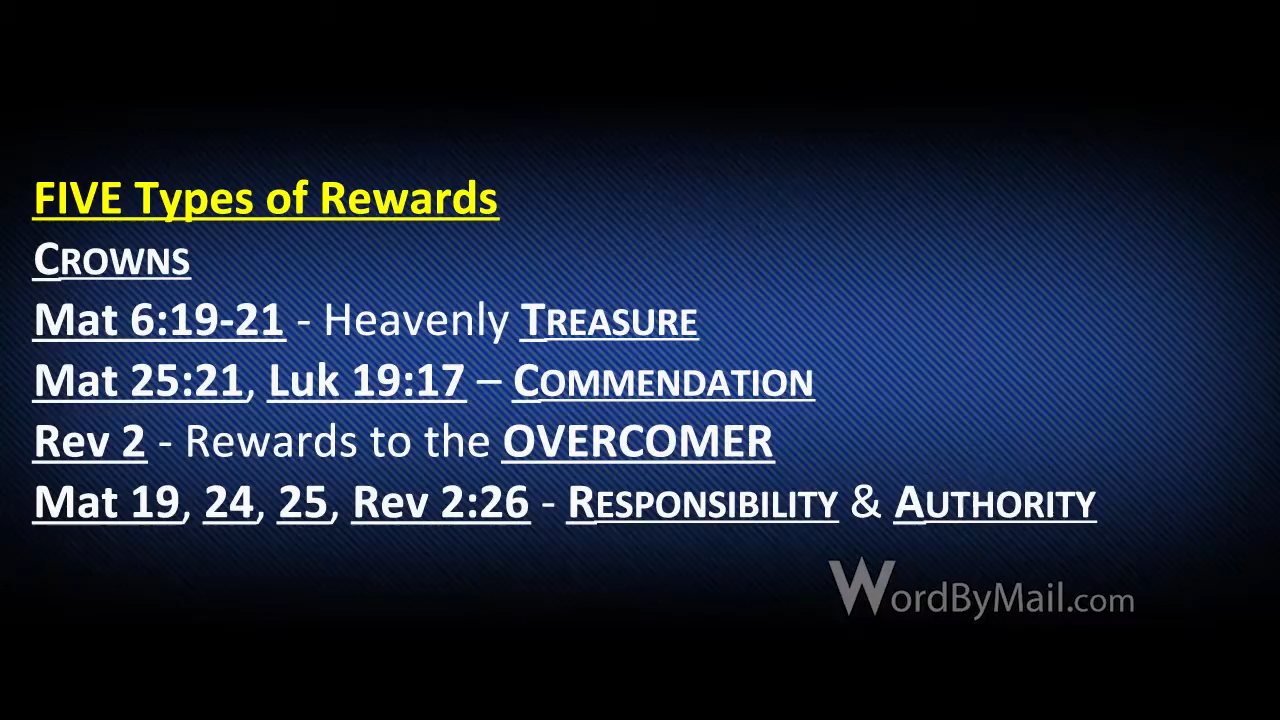 FIVE Types of Rewards
CROWNS
Mat 6:19-21 - Heavenly TREASURE
Mat 25:21, Luk 19:17 – COMMENDATION
Rev 2 - Rewards to the OVERCOMER
Mat 19, 24, 25, Rev 2:26 - RESPONSIBILITY & AUTHORITY
WordByMail.com